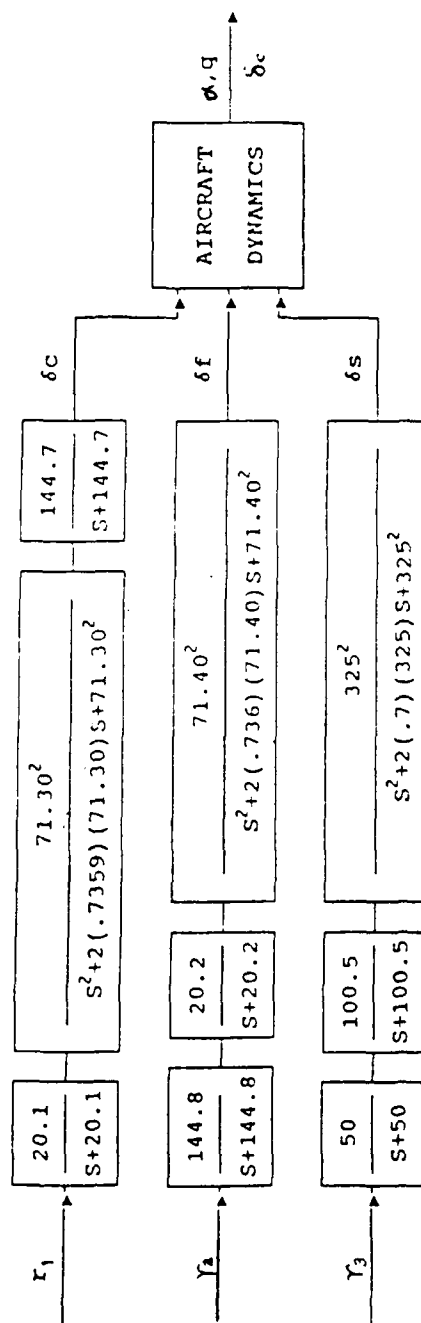 r₁
20.1
S+20.1
71.30²
S²+2(.7359)(71.30)S+71.30²
144.7
S+144.7
δc
r₂
144.8
S+144.8
20.2
S+20.2
71.40²
S²+2(.736)(71.40)S+71.40²
δf
r₃
50
S+50
100.5
S+100.5
325²
S²+2(.7)(325)S+325²
δs
AIRCRAFT
DYNAMICS
α,q
δc